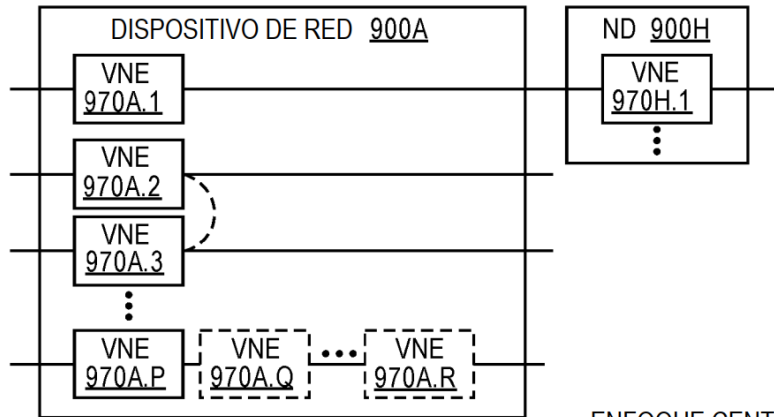 DISPOSITIVO DE RED 900A
ND 900H
VNE
970A.1
VNE
970H.1
VNE
970A.2
VNE
970A.3
VNE
970A.P
VNE
970A.Q
VNE
970A.R